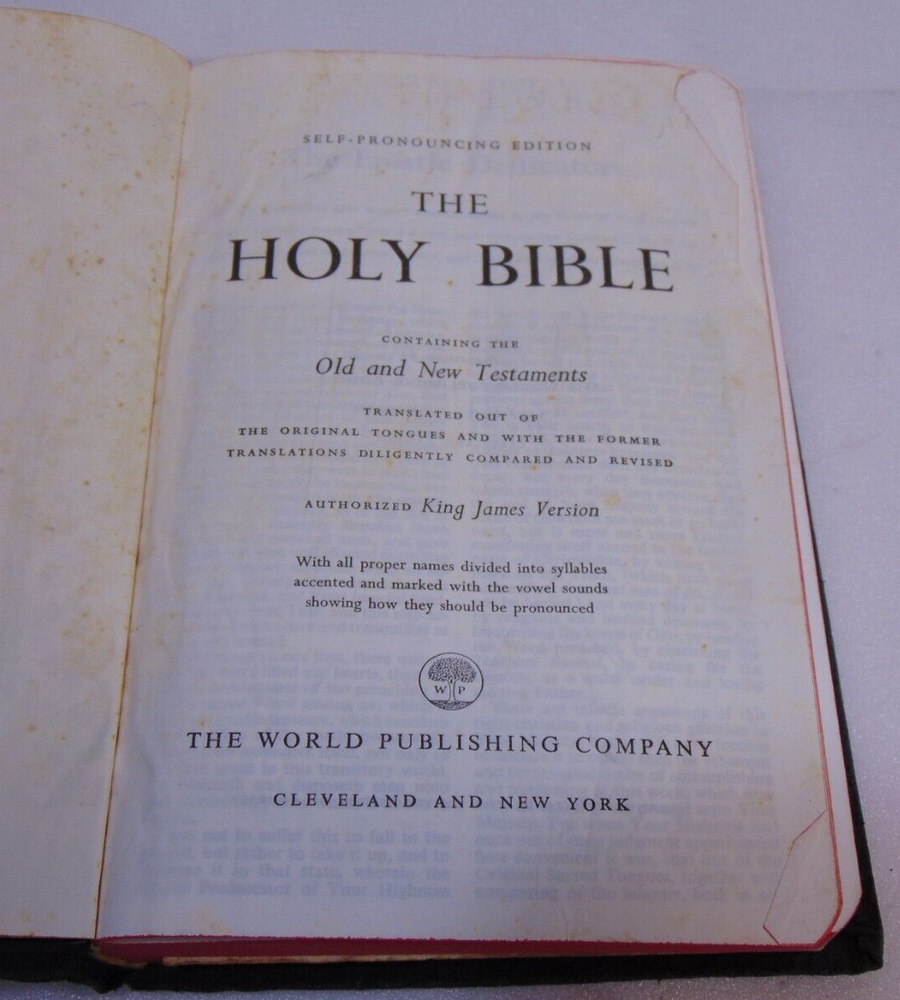 SELF-PRONOUNCING EDITION
THE
HOLY BIBLE
CONTAINING THE
Old and New Testaments
TRANSLATED OUT OF
THE ORIGINAL TONGUES AND WITH THE FORMER
TRANSLATIONS DILIGENTLY COMPARED AND REVISED
AUTHORIZED King James Version
With all proper names divided into syllables
accented and marked with the vowel sounds
showing how they should be pronounced
W P
THE WORLD PUBLISHING COMPANY
CLEVELAND AND NEW YORK